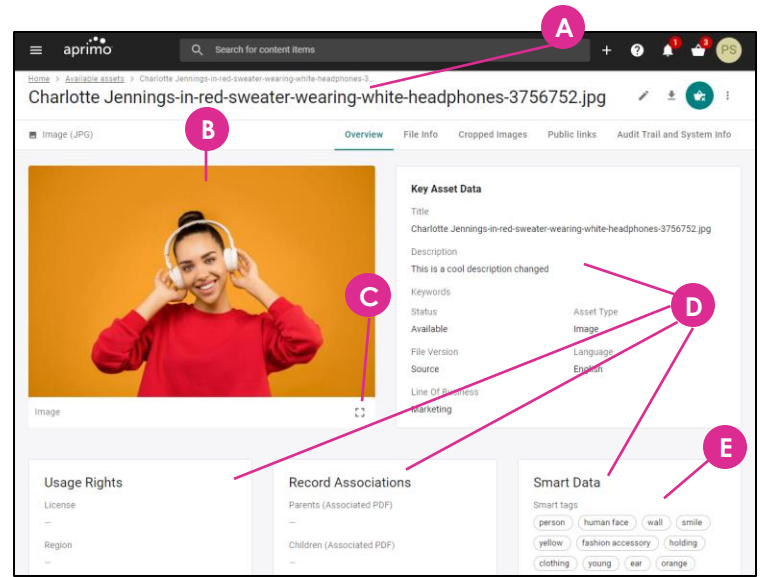 A
aprimo
Search for content items
+ ? 1 3 PS
Home > Available assets > Charlotte Jennings-in-red-sweater-wearing-white-headphones-3...
Charlotte Jennings-in-red-sweater-wearing-white-headphones-3756752.jpg
B
Image (JPG) Overview File Info Cropped Images Public links Audit Trail and System Info
Key Asset Data
Title
Charlotte Jennings-in-red-sweater-wearing-white-headphones-3756752.jpg
Description
This is a cool description changed
Keywords
C
D
Status Asset Type
Available Image
File Version Language
Source English
Line Of Business
Marketing
Image
E
Usage Rights
License
—
Region
—
Record Associations
Parents (Associated PDF)
—
Children (Associated PDF)
—
Smart Data
Smart tags
person human face wall smile
yellow fashion accessory holding
clothing young ear orange